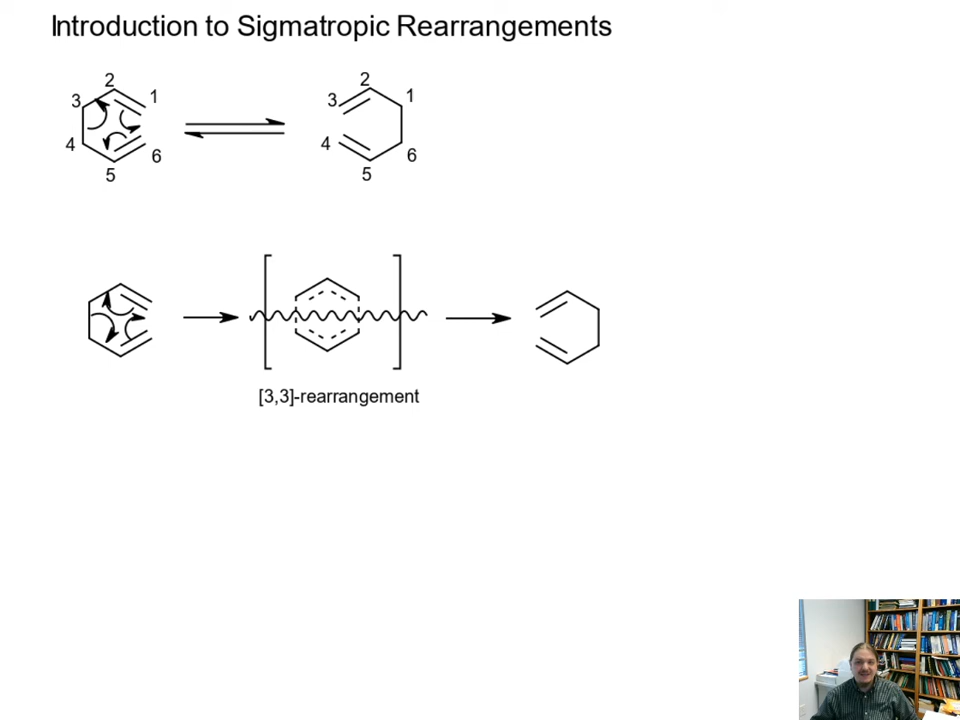 Introduction to Sigmatropic Rearrangements
2 2
3 1 3 1
4 6 4 6
5 5
[3,3]-rearrangement